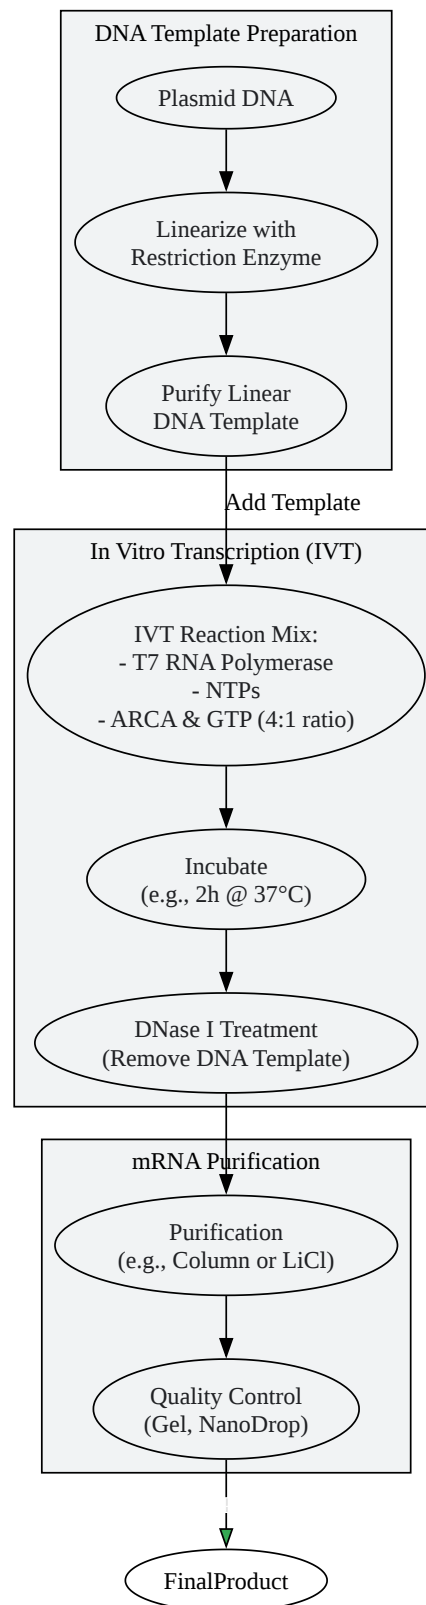 DNA Template Preparation
Plasmid DNA
Linearize with
Restriction Enzyme
Purify Linear
DNA Template
Add Template
In Vitro Transcription (IVT)
IVT Reaction Mix:
- T7 RNA Polymerase
- NTPs
- ARCA & GTP (4:1 ratio)
Incubate
(e.g., 2h @ 37°C)
DNase I Treatment
(Remove DNA Template)
mRNA Purification
Purification
(e.g., Column or LiCl)
Quality Control
(Gel, NanoDrop)
FinalProduct